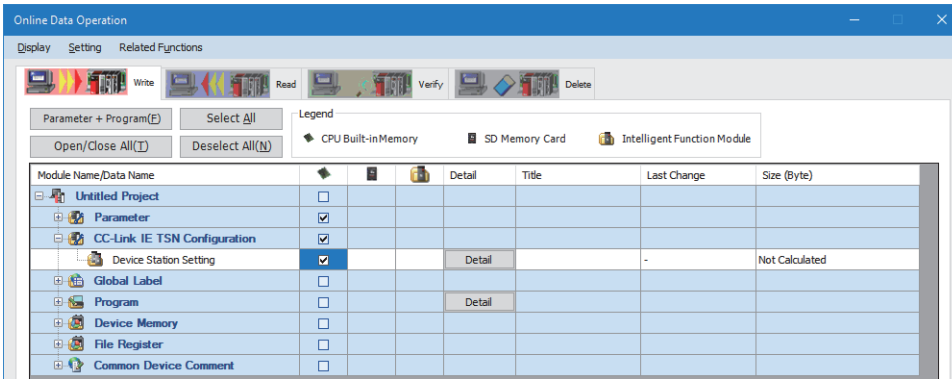 Online Data Operation
Display Setting Related Functions
Write Read Verify Delete
Parameter + Program(F) Select All Legend
Open/Close All(T) Deselect All(N) CPU Built-in Memory SD Memory Card Intelligent Function Module
Module Name/Data Name Detail Title Last Change Size (Byte)
Untitled Project
Parameter
CC-Link IE TSN Configuration
Device Station Setting Detail - Not Calculated
Global Label
Program Detail
Device Memory
File Register
Common Device Comment